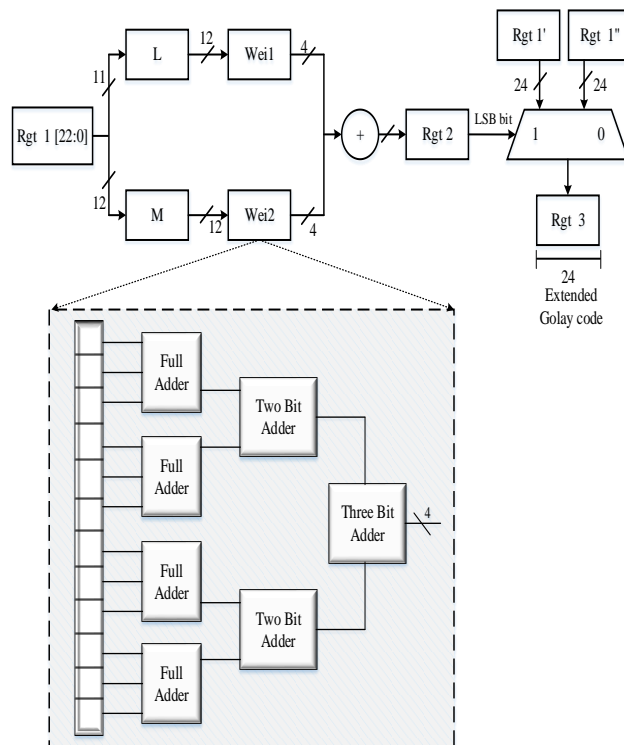 Rgt 1'
Rgt 1"
L
12
Wei1
4
11
24
24
Rgt 1 [22:0]
+
Rgt 2
LSB bit
1
0
12
M
12
Wei2
4
Rgt 3
24
Extended
Golay code
Full
Adder
Two Bit
Adder
Full
Adder
Three Bit
Adder
4
Full
Adder
Two Bit
Adder
Full
Adder